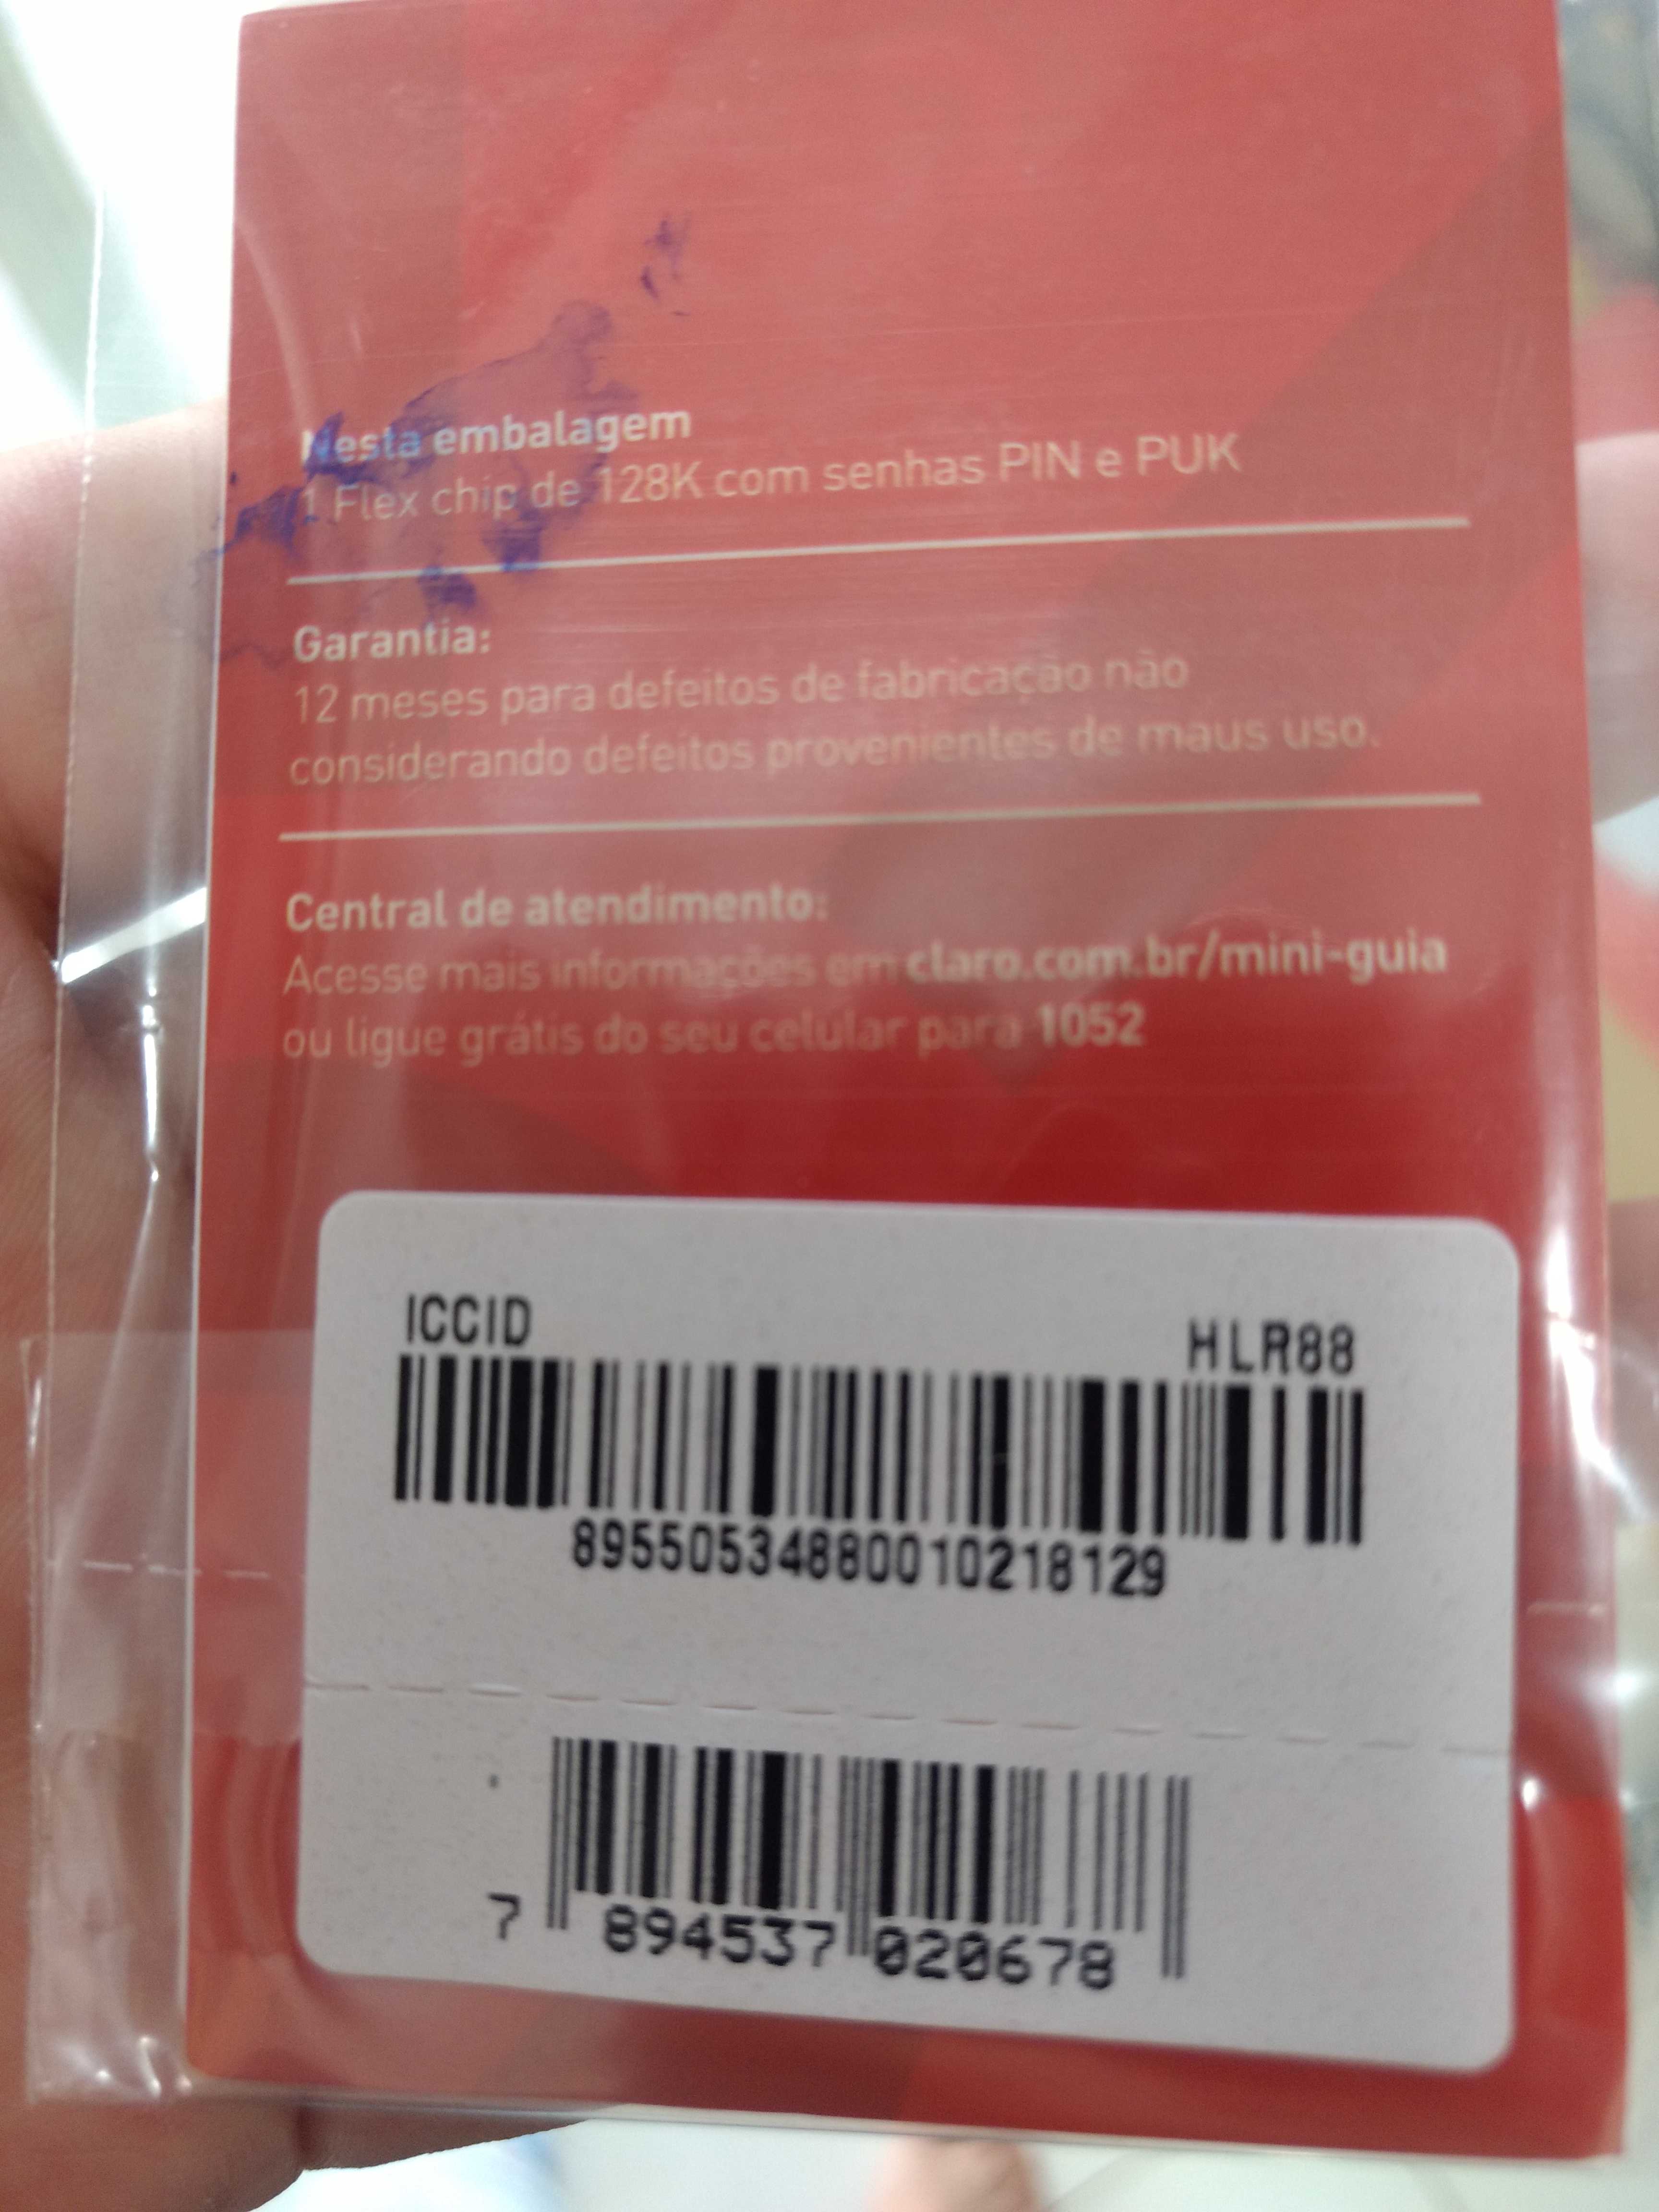 Nesta embalagem
1 Flex chip de 128K com senhas PIN e PUK
Garantia:
12 meses para defeitos de fabricação não
considerando defeitos provenientes de maus uso.
Central de atendimento:
Acesse mais informações em claro.com.br/mini-guia
ou ligue grátis do seu celular para 1052
ICCID HLR88
89550534880010218129
7 894537 020678